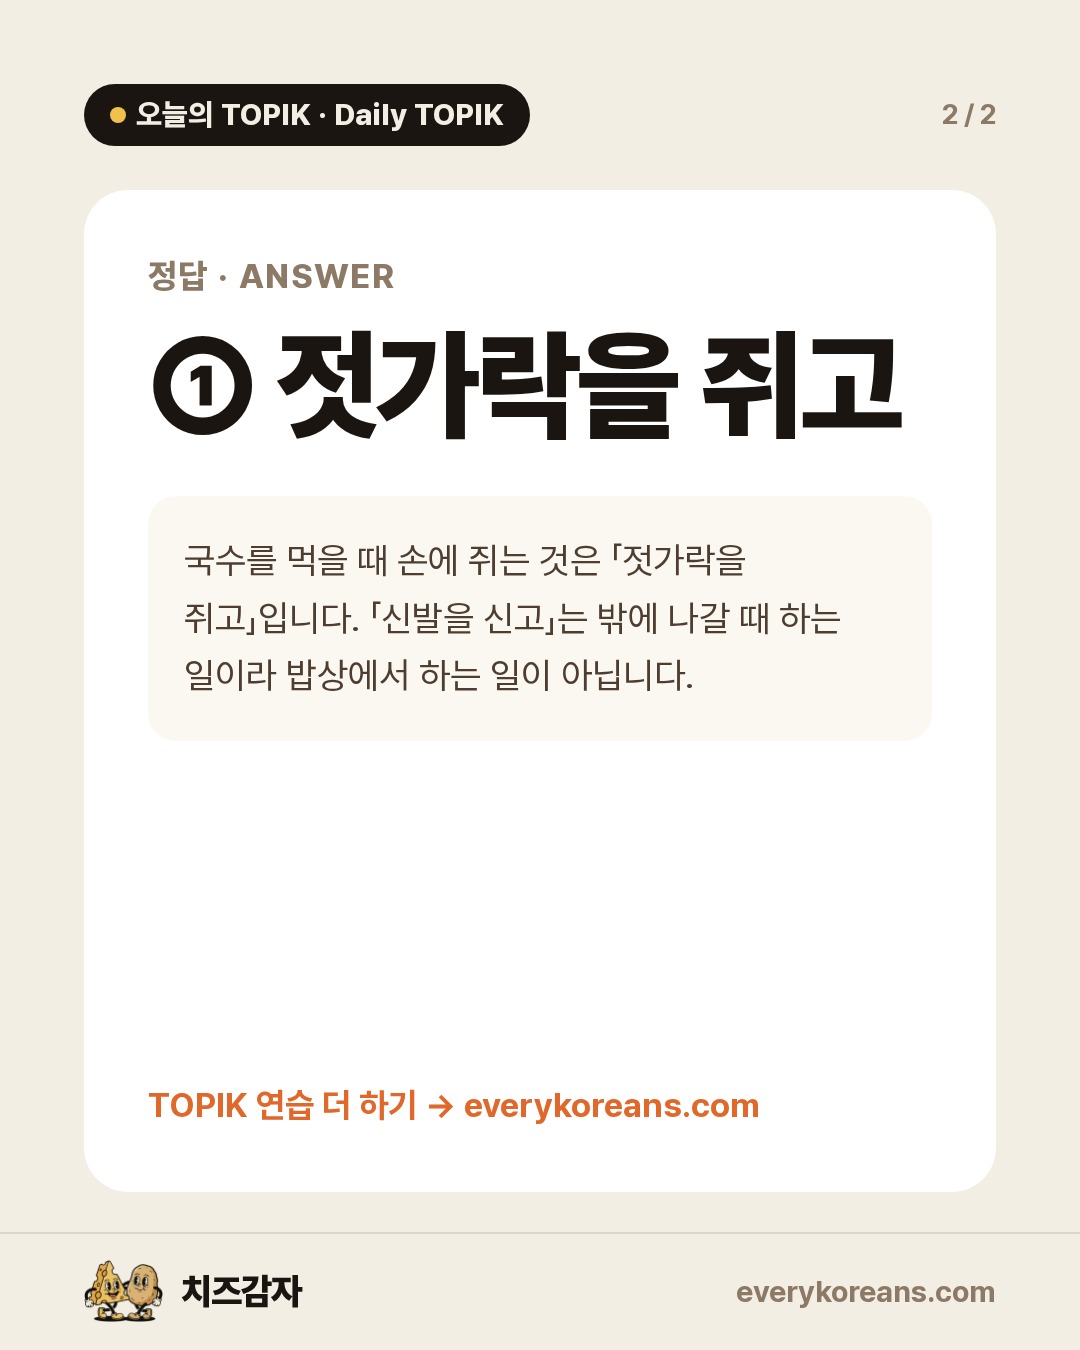 오늘의 TOPIK · Daily TOPIK
2 / 2
정답 · ANSWER
① 젓가락을 쥐고
국수를 먹을 때 손에 쥐는 것은 「젓가락을
쥐고」입니다. 「신발을 신고」는 밖에 나갈 때 하는
일이라 밥상에서 하는 일이 아닙니다.
TOPIK 연습 더 하기 → everykoreans.com
치즈감자
everykoreans.com